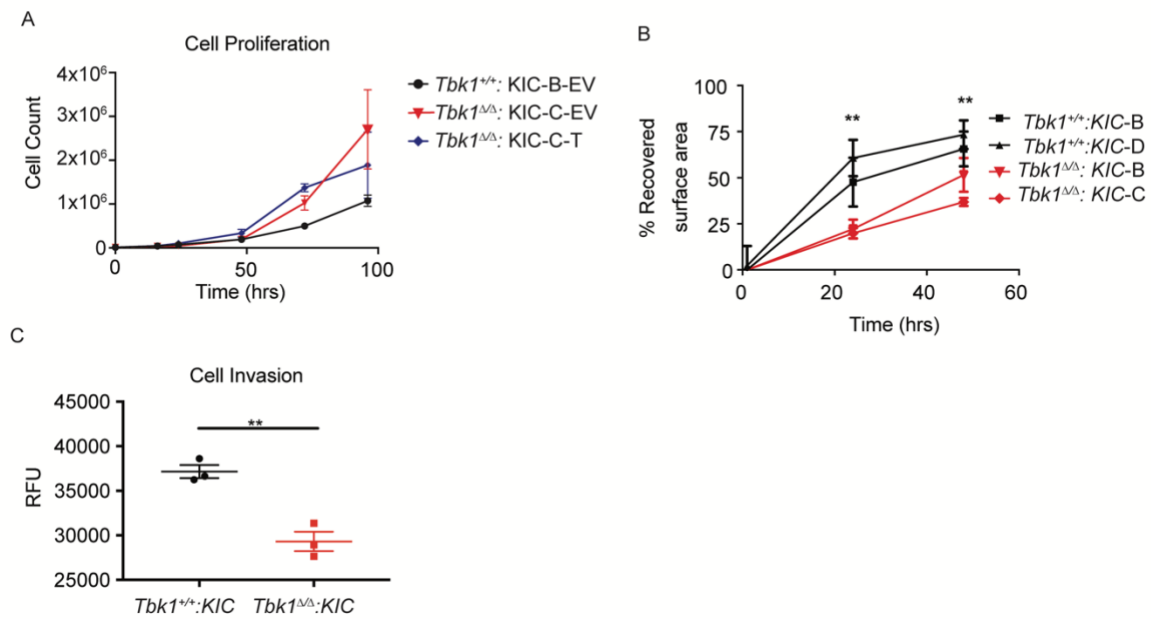 A
Cell Proliferation
4x10⁶
3x10⁶
2x10⁶
1x10⁶
0
Cell Count
0
50
100
Time (hrs)
Tbk1⁺/⁺: KIC-B-EV
Tbk1Δ/Δ: KIC-C-EV
Tbk1Δ/Δ: KIC-C-T
B
100
75
50
25
0
% Recovered
surface area
**
**
0
20
40
60
Time (hrs)
Tbk1⁺/⁺:KIC-B
Tbk1⁺/⁺:KIC-D
Tbk1Δ/Δ: KIC-B
Tbk1Δ/Δ: KIC-C
C
Cell Invasion
45000
40000
35000
30000
25000
RFU
**
Tbk1⁺/⁺:KIC
Tbk1Δ/Δ:KIC